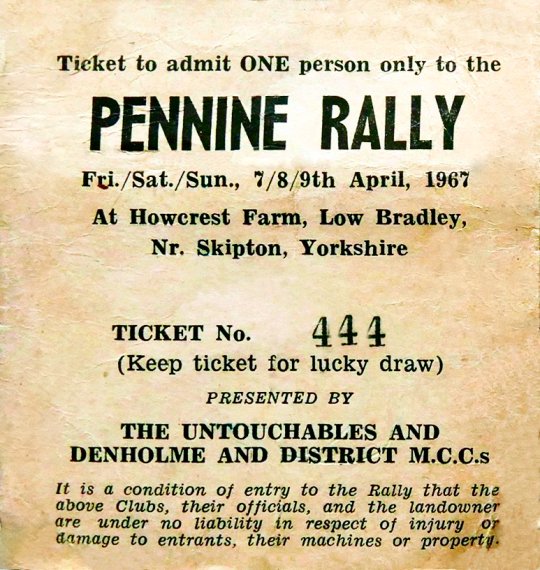 Ticket to admit ONE person only to the
PENNINE RALLY
Fri./Sat./Sun., 7/8/9th April, 1967
At Howcrest Farm, Low Bradley,
Nr. Skipton, Yorkshire
TICKET No. 444
(Keep ticket for lucky draw)
PRESENTED BY
THE UNTOUCHABLES AND
DENHOLME AND DISTRICT M.C.C.s
It is a condition of entry to the Rally that the
above Clubs, their officials, and the landowner
are under no liability in respect of injury or
damage to entrants, their machines or property.